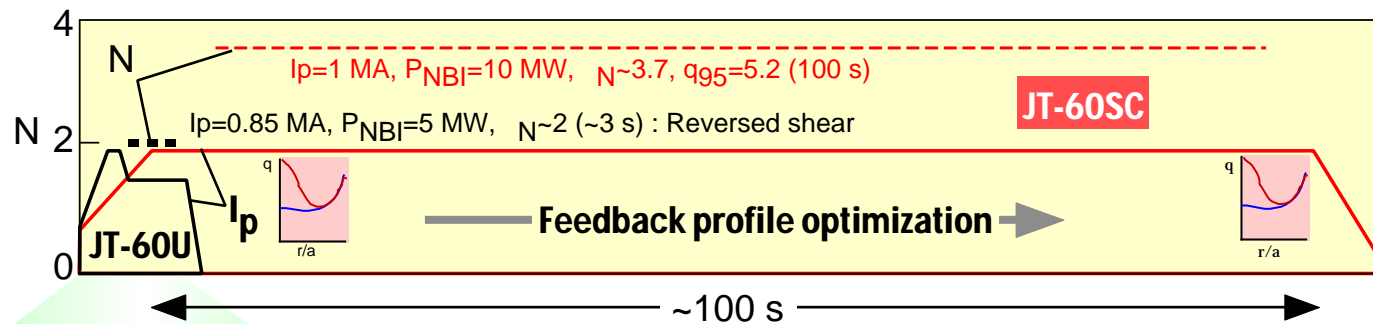 4
N
Ip=1 MA, PNBI=10 MW, N~3.7, q95=5.2 (100 s)
JT-60SC
Ip=0.85 MA, PNBI=5 MW, N~2 (~3 s) : Reversed shear
N 2
q
q
Ip
Feedback profile optimization
JT-60U
r/a
r/a
0
~100 s